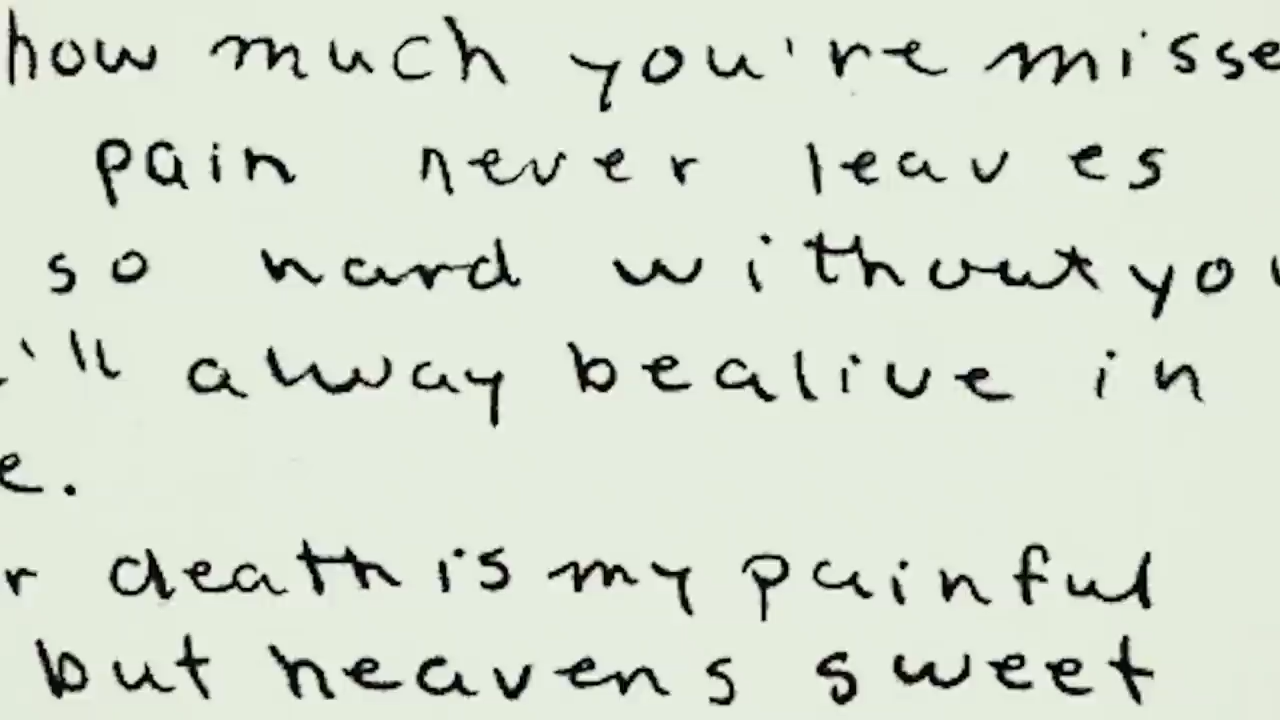 how much you're misse
pain never leaves
so hard without yo
'll alway bealive in
e.
r death is my painful
but heavens sweet